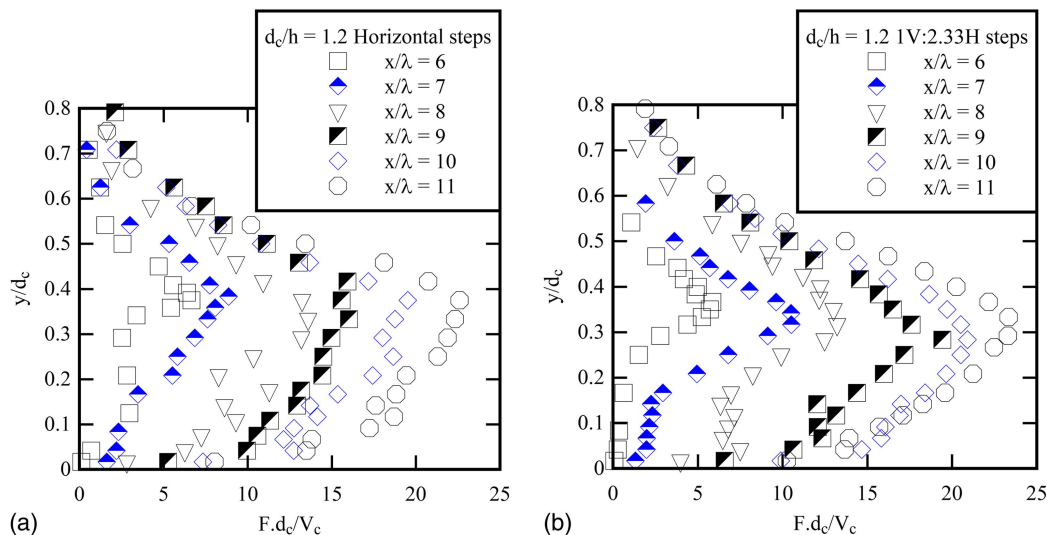 d_c/h = 1.2 Horizontal steps
x/λ = 6
x/λ = 7
x/λ = 8
x/λ = 9
x/λ = 10
x/λ = 11
y/d_c
0.8
0.7
0.6
0.5
0.4
0.3
0.2
0.1
0
0 5 10 15 20 25
F.d_c/V_c
(a)
d_c/h = 1.2 1V:2.33H steps
x/λ = 6
x/λ = 7
x/λ = 8
x/λ = 9
x/λ = 10
x/λ = 11
y/d_c
0.8
0.7
0.6
0.5
0.4
0.3
0.2
0.1
0
0 5 10 15 20 25
F.d_c/V_c
(b)